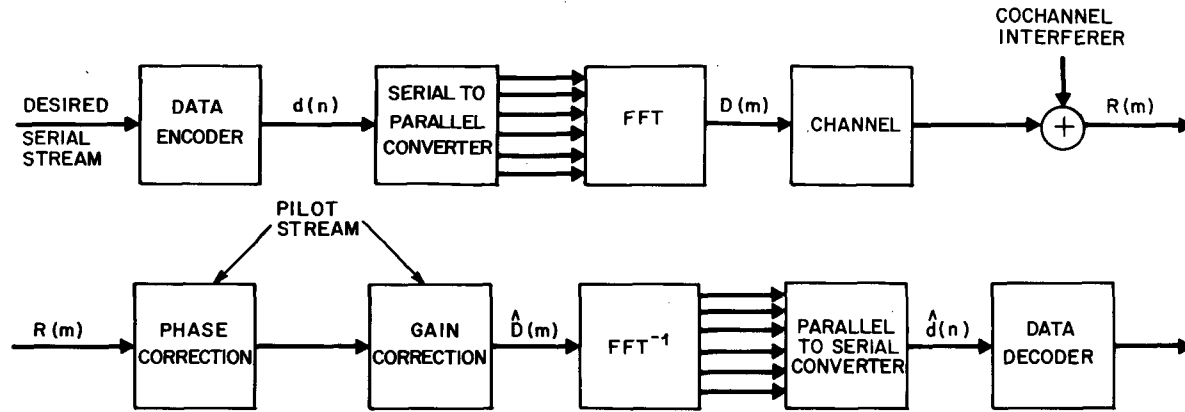 COCHANNEL
INTERFERER
DESIRED
SERIAL
STREAM
DATA
ENCODER
d(n)
SERIAL TO
PARALLEL
CONVERTER
FFT
D(m)
CHANNEL
+
R(m)
PILOT
STREAM
R(m)
PHASE
CORRECTION
GAIN
CORRECTION
D̂(m)
FFT⁻¹
PARALLEL
TO SERIAL
CONVERTER
d̂(n)
DATA
DECODER